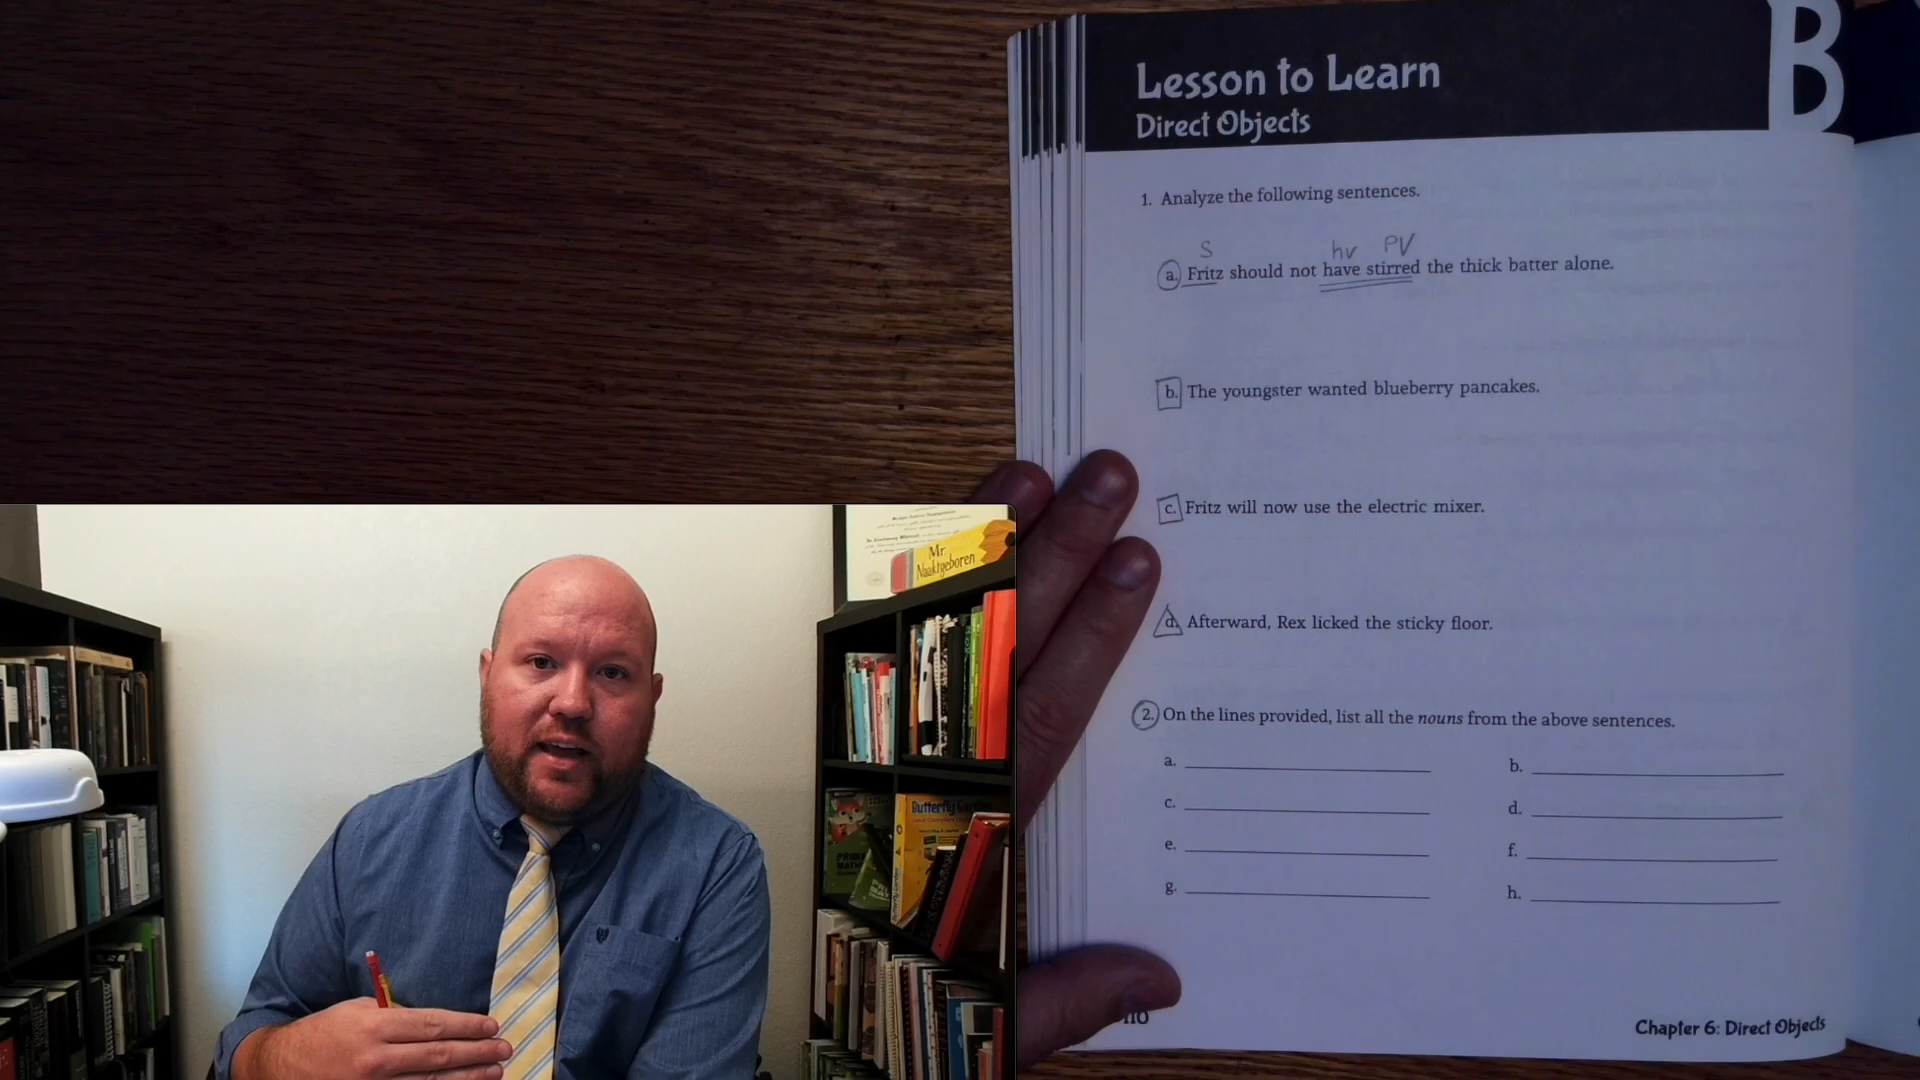 B
Lesson to Learn
Direct Objects
1. Analyze the following sentences.
S hv PV
a. Fritz should not have stirred the thick batter alone.
b. The youngster wanted blueberry pancakes.
c. Fritz will now use the electric mixer.
d. Afterward, Rex licked the sticky floor.
2. On the lines provided, list all the nouns from the above sentences.
a. b.
c. d.
e. f.
g. h.
110
Chapter 6: Direct Objects
Mr.
Naaktgeboren
Butterfly